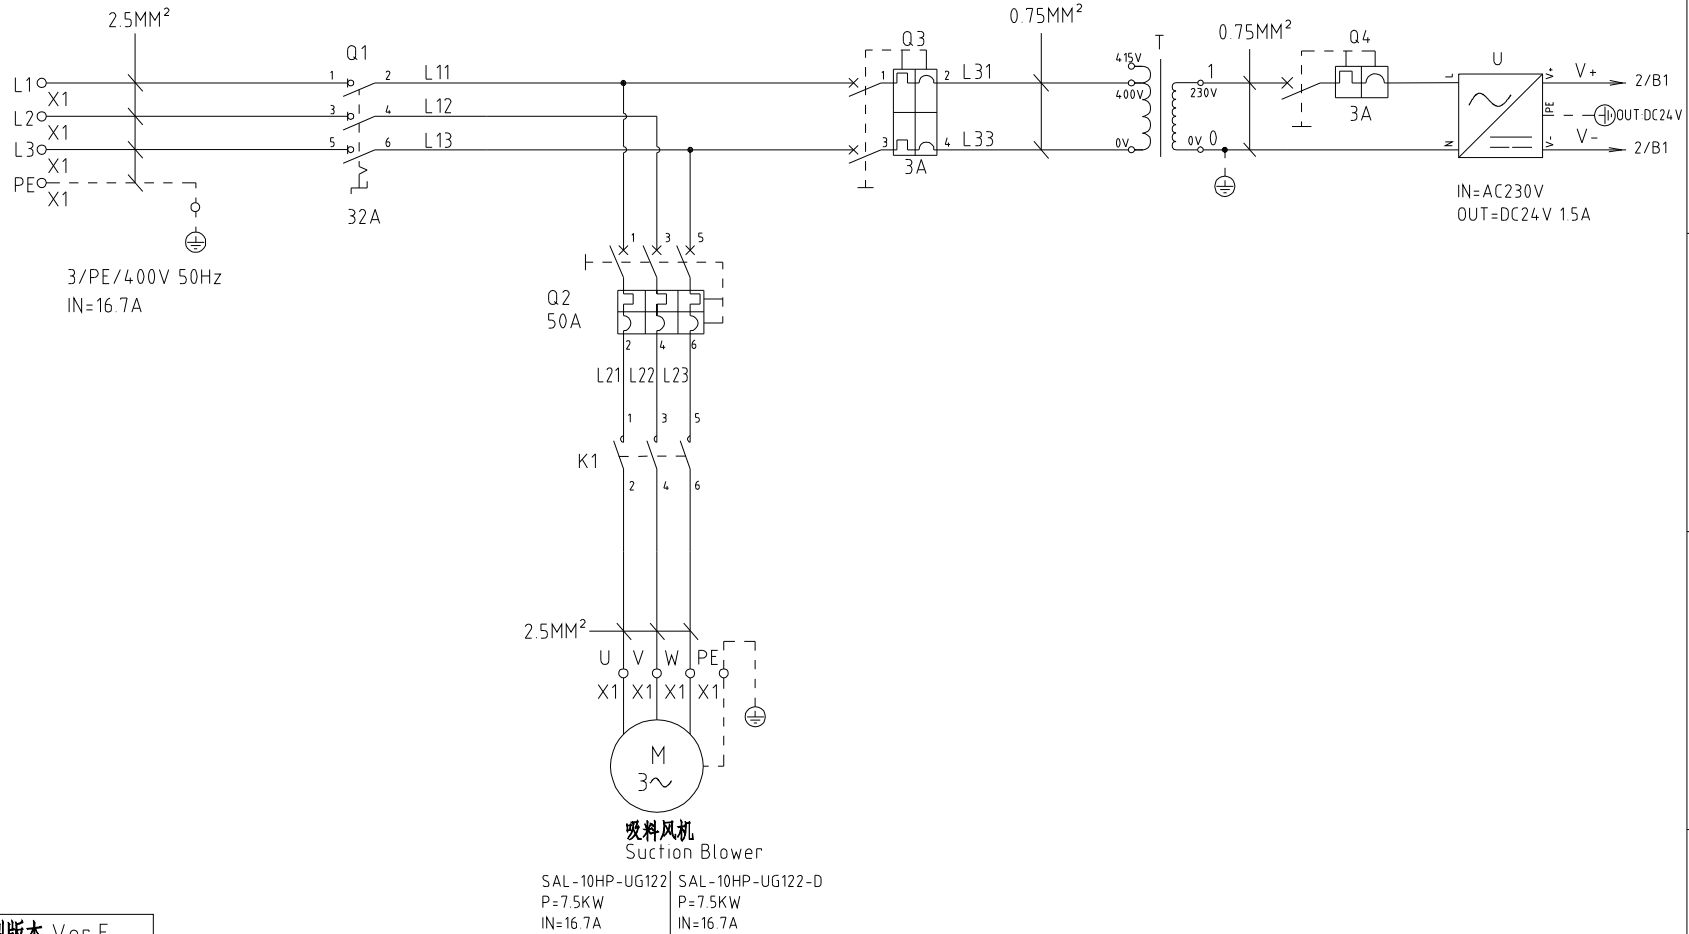 2.5MM²
0.75MM²
0.75MM²
Q1
Q3
T
Q4
U
L1 X1
L2 X1
L3 X1
PE X1
1 2 L11
3 4 L12
5 6 L13
32A
3/PE/400V 50Hz
IN=16.7A
1 2 L31
3 4 L33
3A
415V
400V
0V
230V 1
0V 0
3A
L
N
V+
PE
V-
V+ 2/B1
OUT:DC24V
V- 2/B1
IN=AC230V
OUT=DC24V 1.5A
1 3 5
Q2
50A
2 4 6
L21 L22 L23
1 3 5
K1
2 4 6
2.5MM²
U V W PE
X1 X1 X1 X1
M
3~
吸料风机
Suction Blower
SAL-10HP-UG122 SAL-10HP-UG122-D
P=7.5KW P=7.5KW
IN=16.7A IN=16.7A
版本 Ver.F